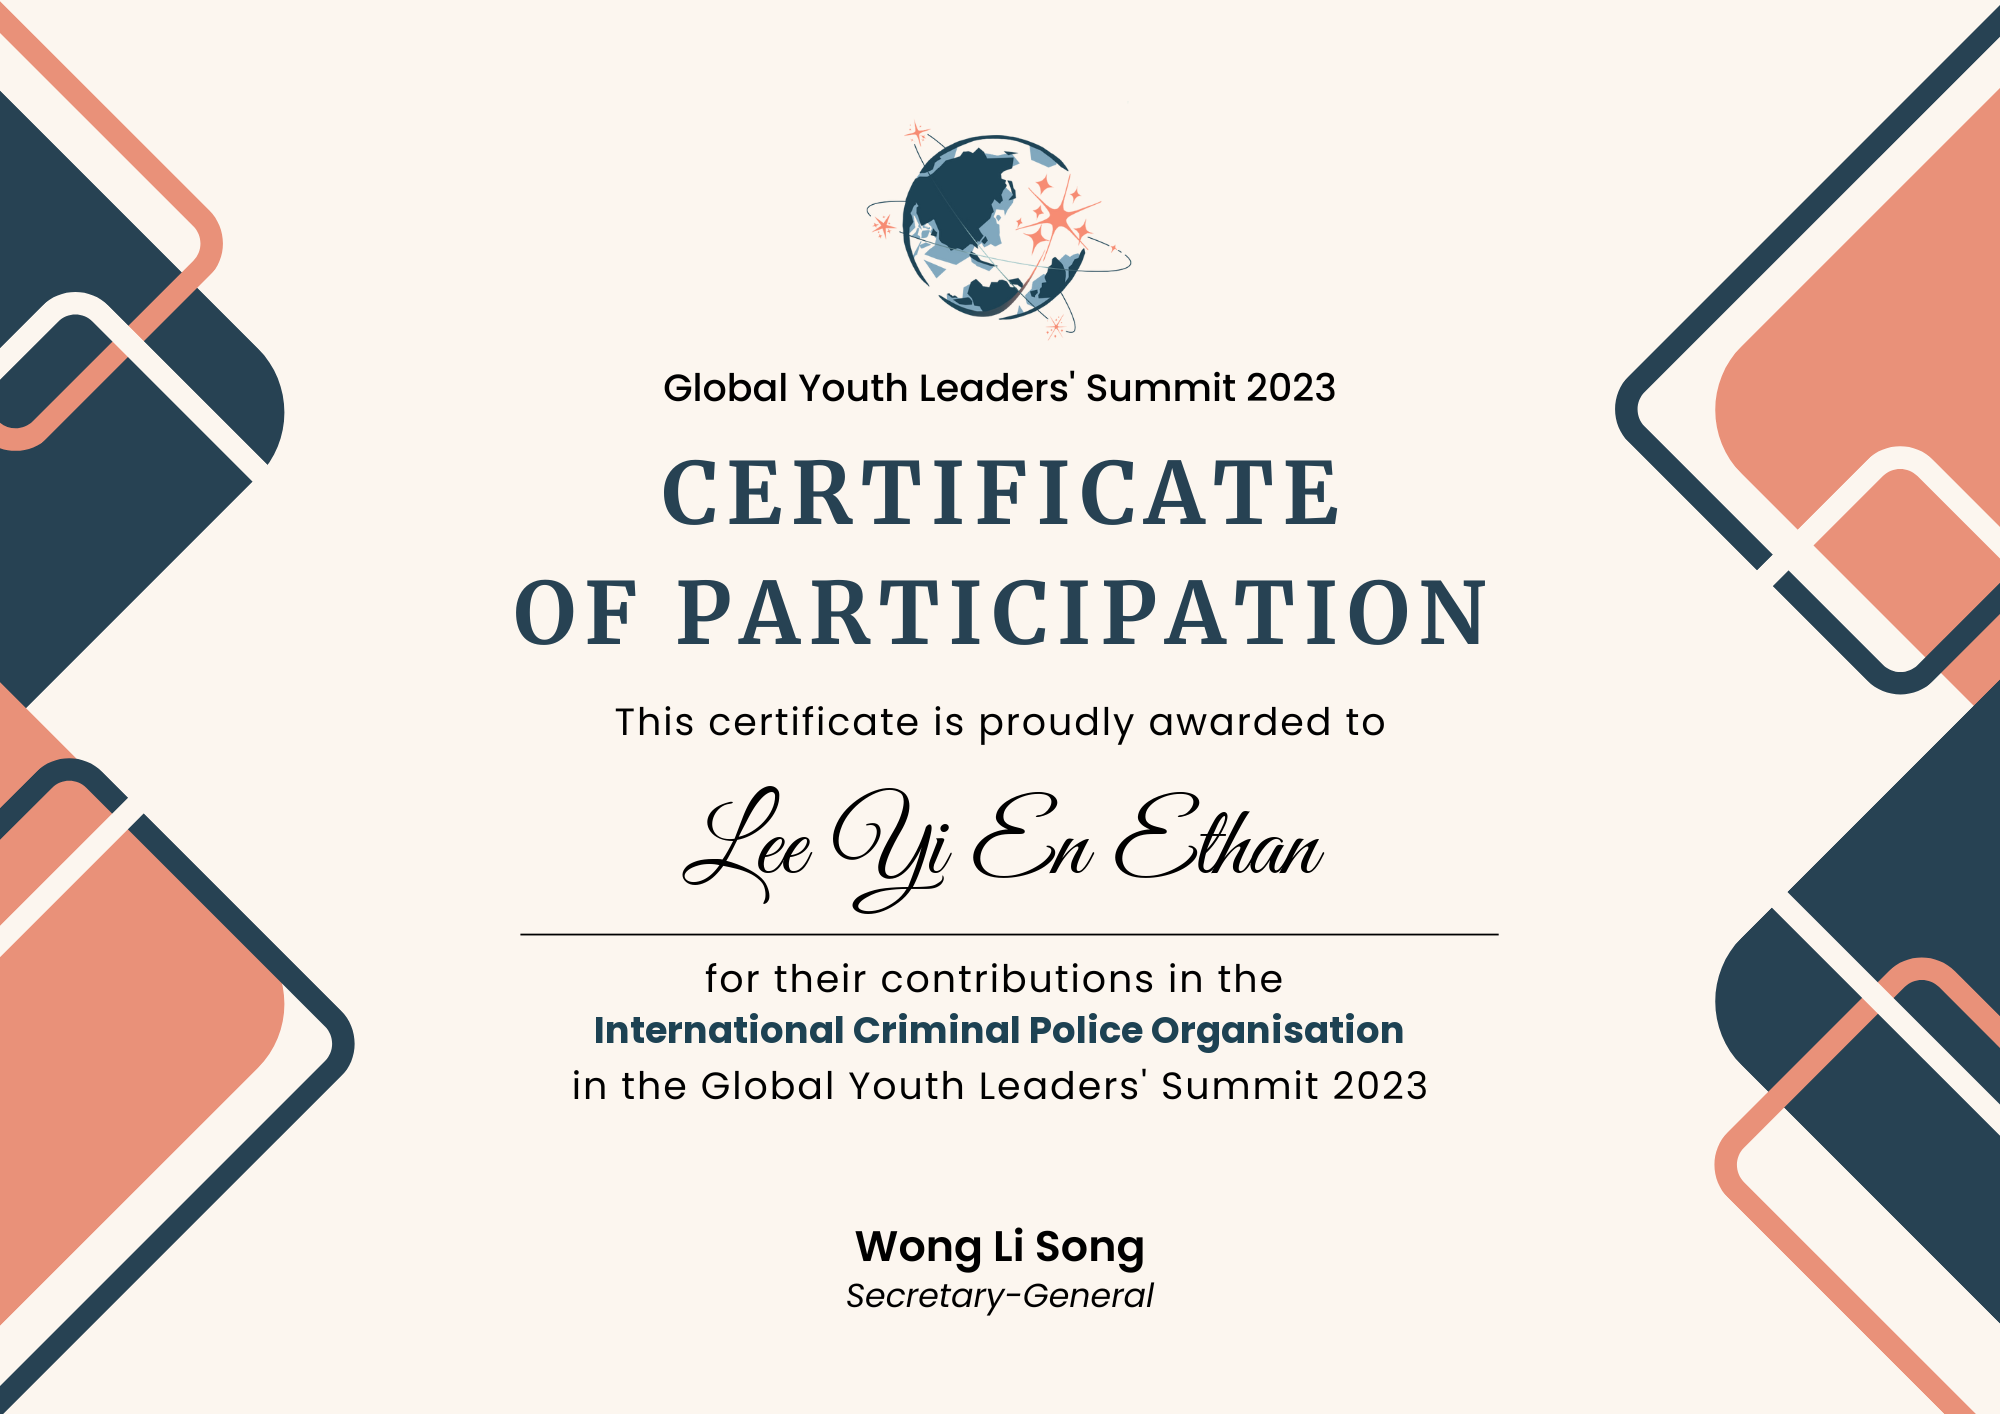 Global Youth Leaders' Summit 2023
CERTIFICATE
OF PARTICIPATION
This certificate is proudly awarded to
Lee Yi En Ethan
for their contributions in the
International Criminal Police Organisation
in the Global Youth Leaders' Summit 2023
Wong Li Song
Secretary-General